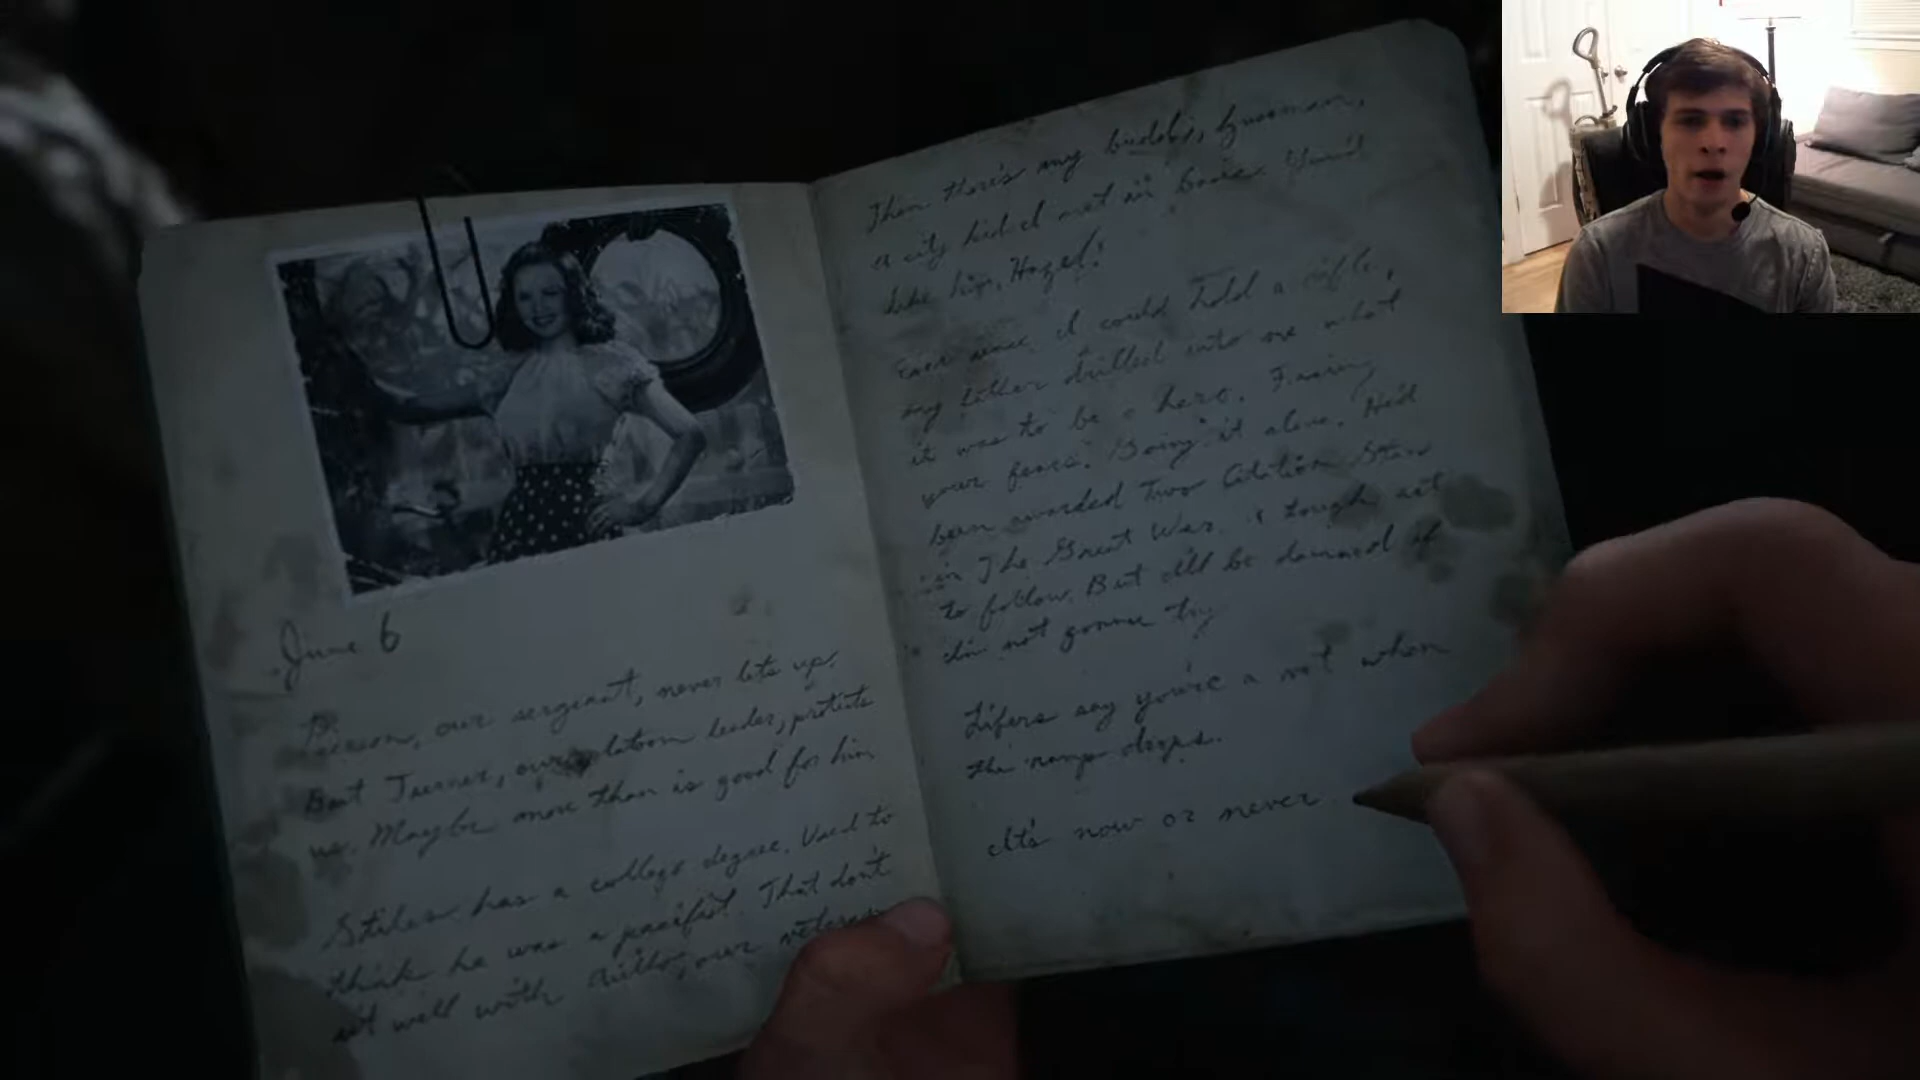 June 6
Pierson, our sergeant, never lets up.
But Turner, our platoon leader, protects
us. Maybe more than is good for him.
Stiles has a college degree. Used to
think he was a pacifist. That don't
sit well with Aiello, our veteran
Then there's my buddy, Zussman,
a city kid I met in basic. You'd
like him, Hazel!
Ever since I could hold a rifle,
my father drilled into me what
it was to be a hero. Facing
your fears. Doing it alone. He'd
been awarded Two Citation Stars
in The Great War. A tough act
to follow. But I'll be damned if
I'm not gonna try.
Lifers say you're a not when
the ramp drops.
It's now or never.